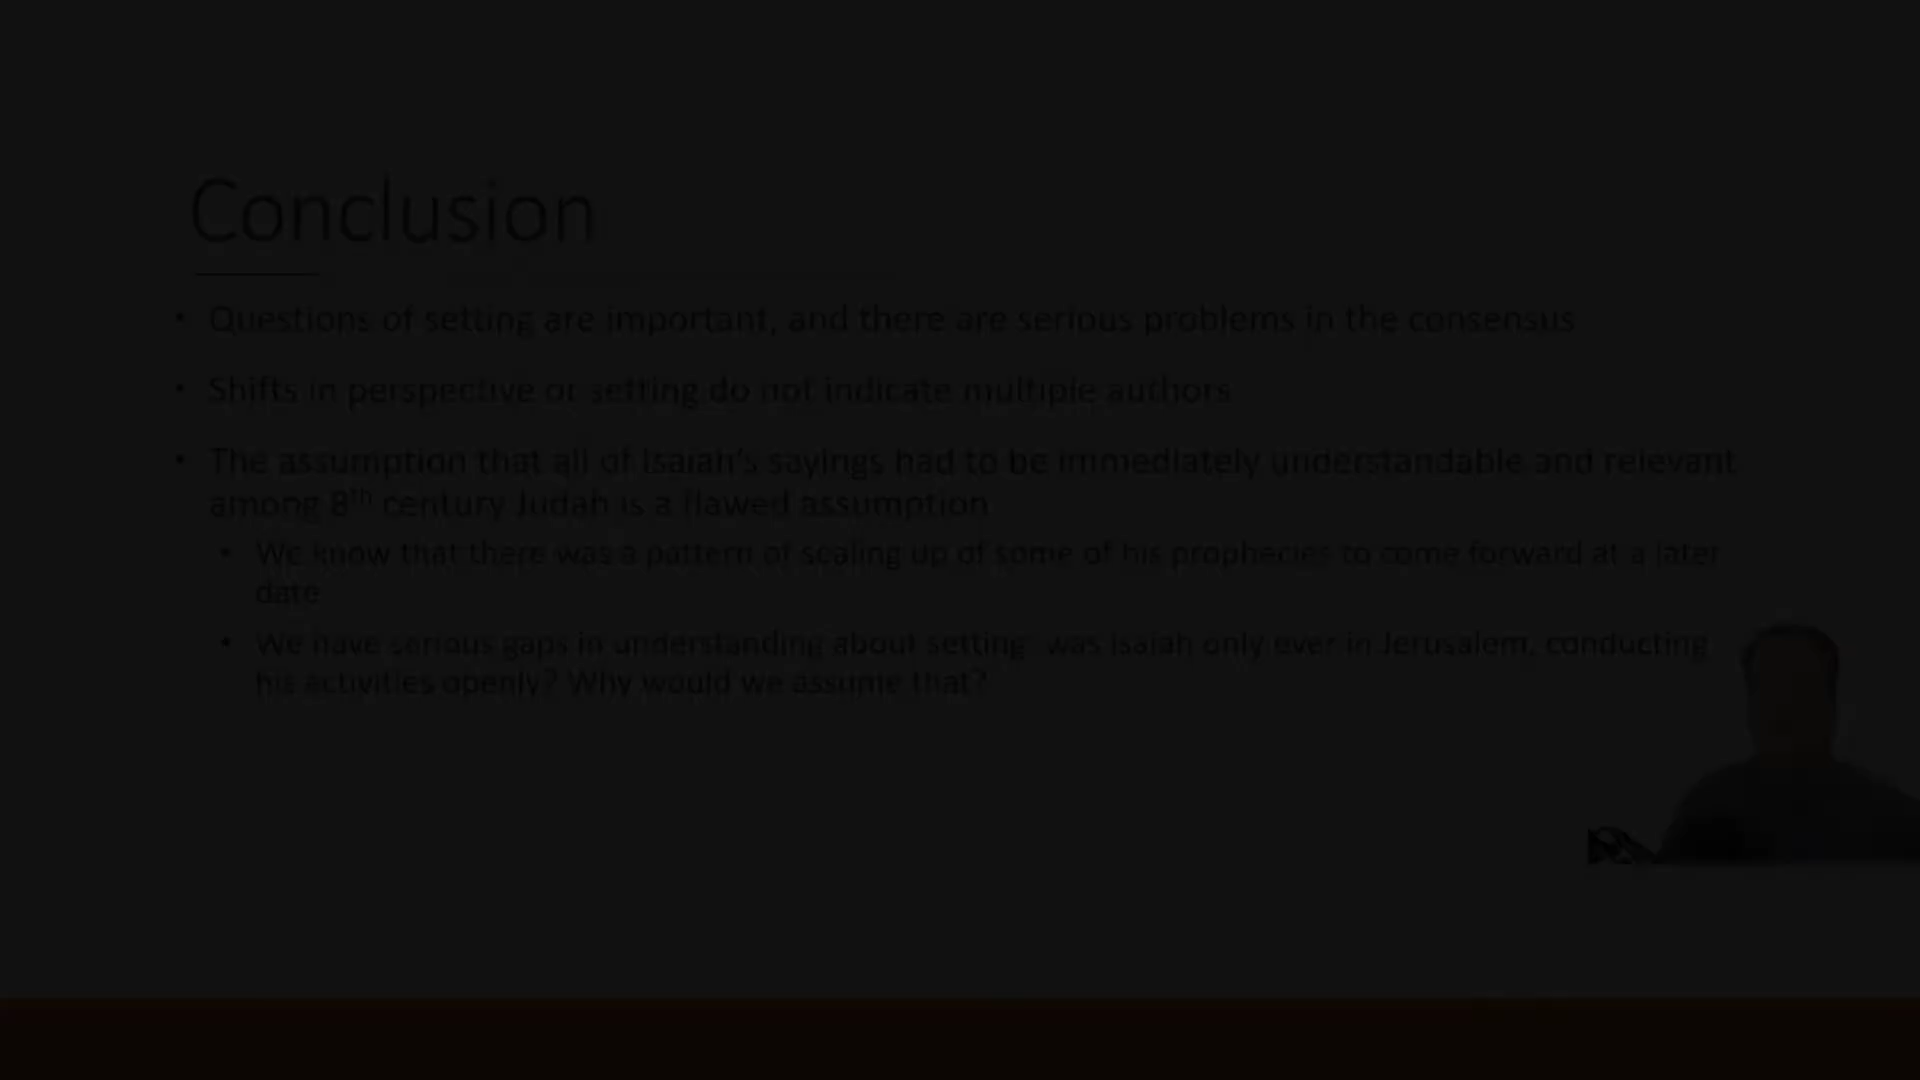 Conclusion
• Questions of setting are important, and there are serious problems in the consensus
• Shifts in perspective or setting do not indicate multiple authors
• The assumption that all of Isaiah's sayings had to be immediately understandable and relevant
among 8th century Judah is a flawed assumption
• We know that there was a pattern of sealing up of some of his prophecies to come forward at a later
date
• We have serious gaps in understanding about setting: was Isaiah only ever in Jerusalem, conducting
his activities openly? Why would we assume that?